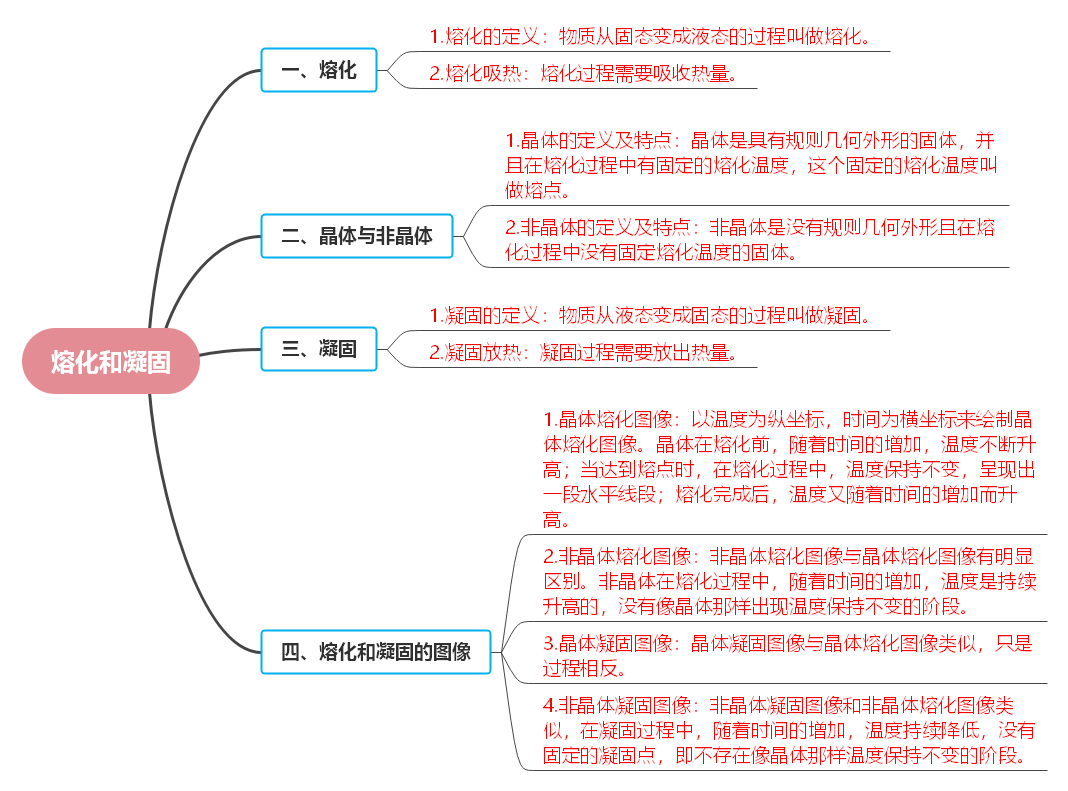 熔化和凝固
一、熔化
1.熔化的定义：物质从固态变成液态的过程叫做熔化。
2.熔化吸热：熔化过程需要吸收热量。
二、晶体与非晶体
1.晶体的定义及特点：晶体是具有规则几何外形的固体，并
且在熔化过程中有固定的熔化温度，这个固定的熔化温度叫
做熔点。
2.非晶体的定义及特点：非晶体是没有规则几何外形且在熔
化过程中没有固定熔化温度的固体。
三、凝固
1.凝固的定义：物质从液态变成固态的过程叫做凝固。
2.凝固放热：凝固过程需要放出热量。
四、熔化和凝固的图像
1.晶体熔化图像：以温度为纵坐标，时间为横坐标来绘制晶
体熔化图像。晶体在熔化前，随着时间的增加，温度不断升
高；当达到熔点时，在熔化过程中，温度保持不变，呈现出
一段水平线段；熔化完成后，温度又随着时间的增加而升
高。
2.非晶体熔化图像：非晶体熔化图像与晶体熔化图像有明显
区别。非晶体在熔化过程中，随着时间的增加，温度是持续
升高的，没有像晶体那样出现温度保持不变的阶段。
3.晶体凝固图像：晶体凝固图像与晶体熔化图像类似，只是
过程相反。
4.非晶体凝固图像：非晶体凝固图像和非晶体熔化图像类
似，在凝固过程中，随着时间的增加，温度持续降低，没有
固定的凝固点，即不存在像晶体那样温度保持不变的阶段。